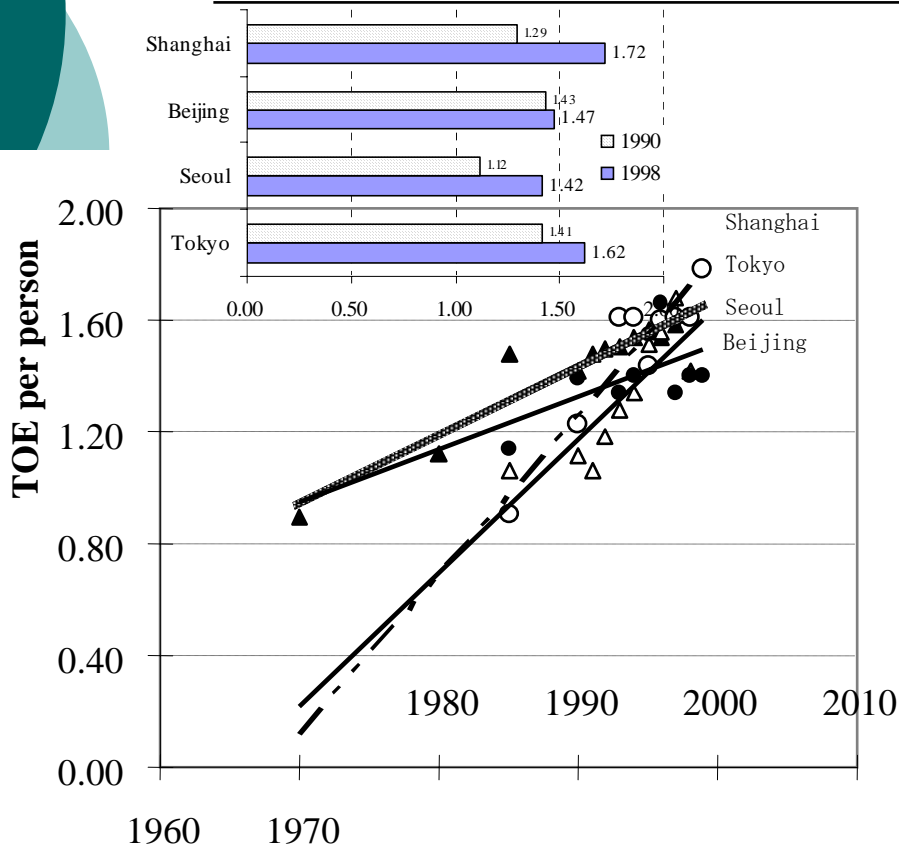 Shanghai
1.29
1.72
Beijing
1.43
1.47
1990
Seoul
1.12
1.42
1998
2.00
Tokyo
1.41
1.62
Shanghai
Tokyo
0.00 0.50 1.00 1.50
Seoul
1.60
Beijing
TOE per person
1.20
0.80
0.40
1980 1990 2000 2010
0.00
1960 1970